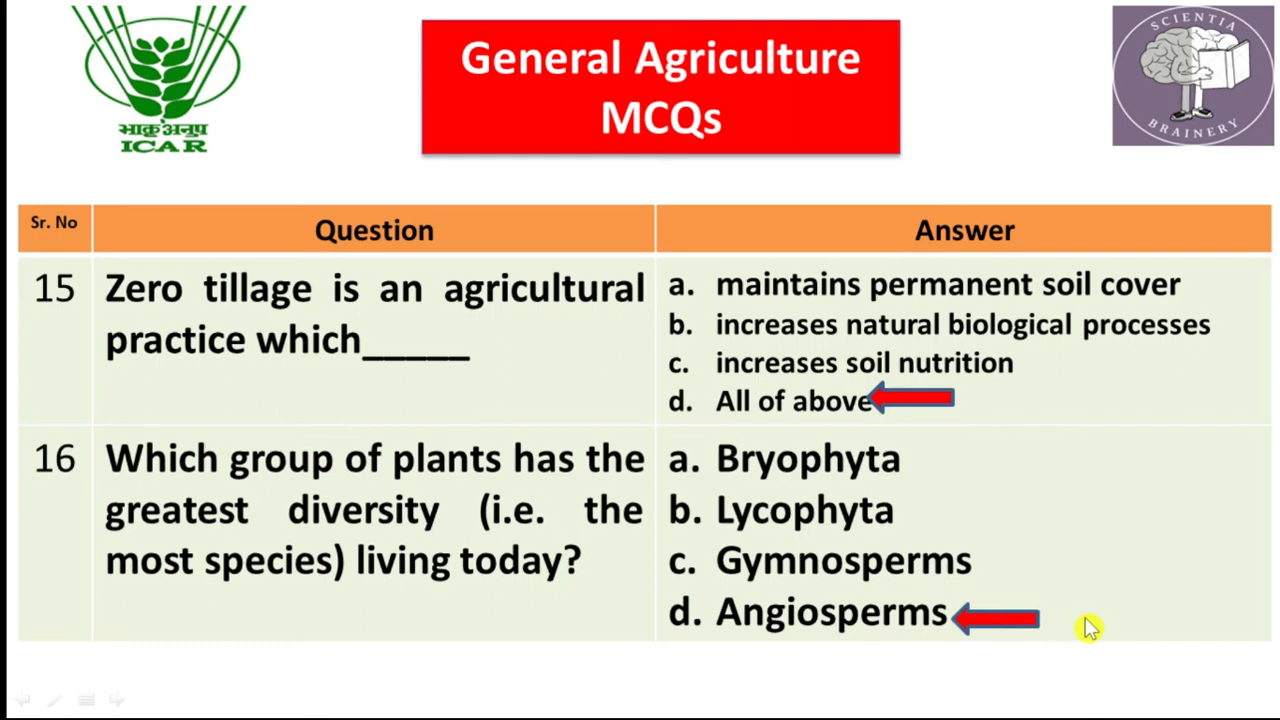 भाकृअनुप
ICAR
General Agriculture
MCQs
SCIENTIA
BRAINERY
Sr. No
Question
Answer
15
Zero tillage is an agricultural
practice which_____
a. maintains permanent soil cover
b. increases natural biological processes
c. increases soil nutrition
d. All of above
16
Which group of plants has the
greatest diversity (i.e. the
most species) living today?
a. Bryophyta
b. Lycophyta
c. Gymnosperms
d. Angiosperms